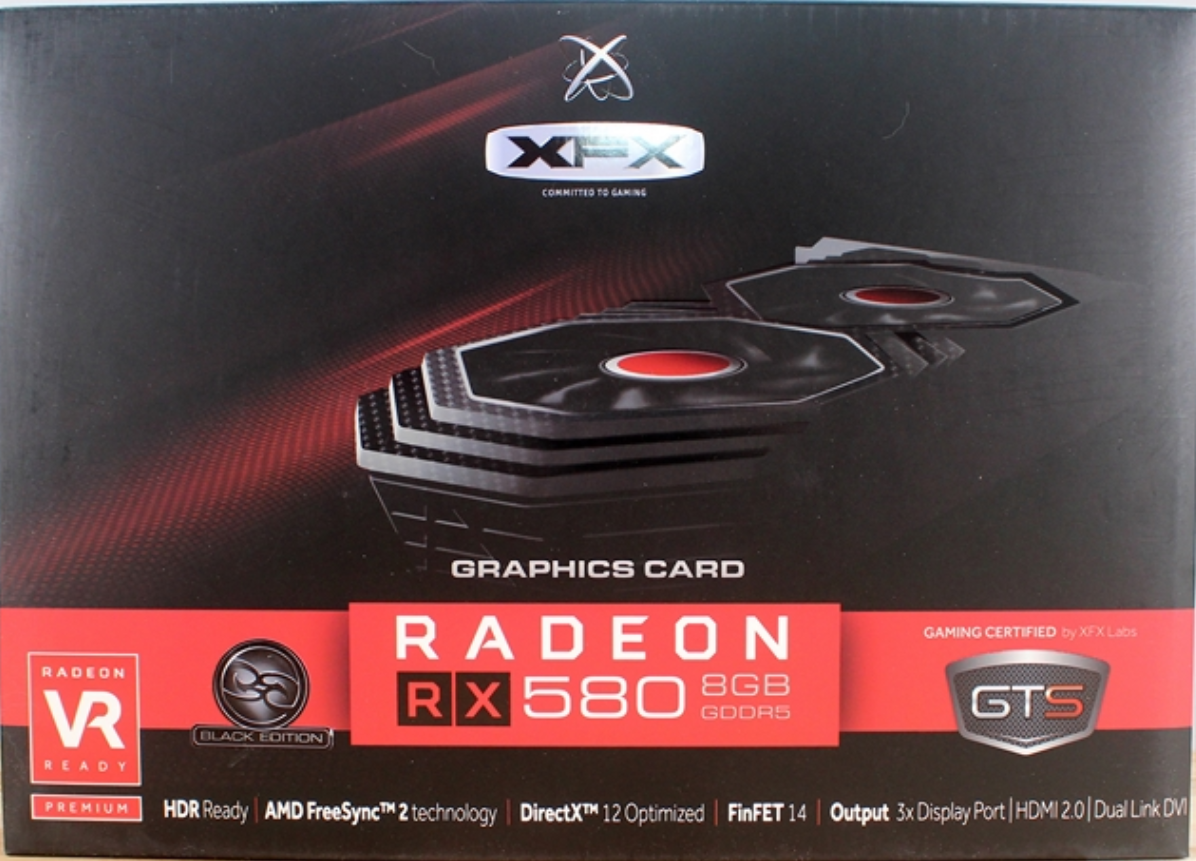 XFX
COMMITTED TO GAMING
GRAPHICS CARD
RADEON
RX 580 8GB
GDDR5
GAMING CERTIFIED by XFX Labs
GTS
RADEON
VR
READY
PREMIUM
BLACK EDITION
HDR Ready | AMD FreeSync™ 2 technology | DirectX™ 12 Optimized | FinFET 14 | Output 3x Display Port | HDMI 2.0 | Dual Link DVI